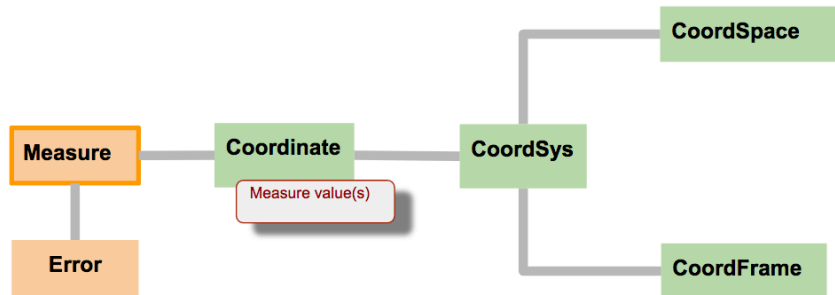 CoordSpace
Measure
Coordinate
CoordSys
Measure value(s)
Error
CoordFrame